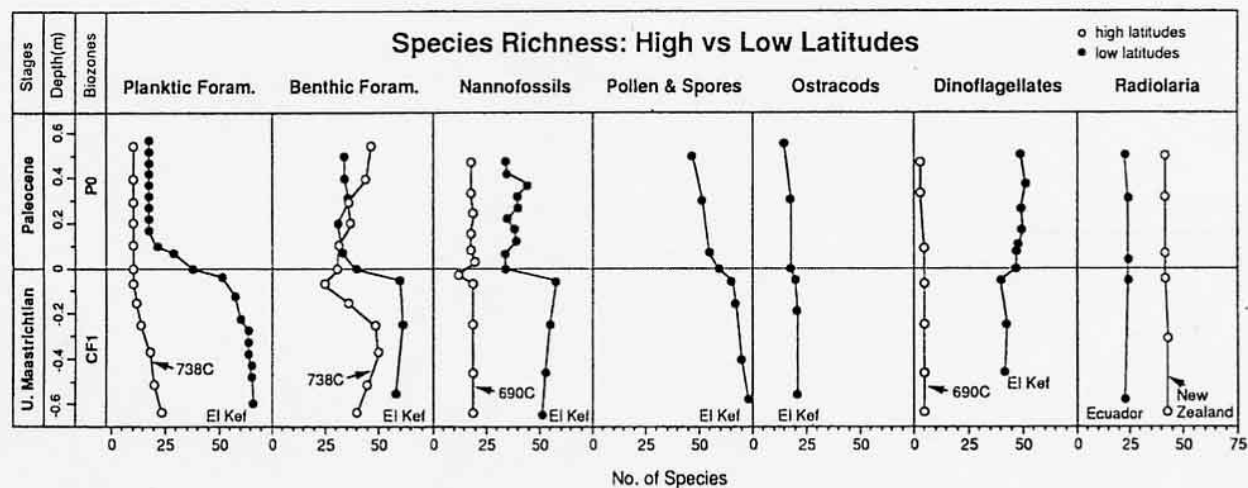 Species Richness: High vs Low Latitudes
high latitudes
low latitudes
Stages
Depth(m)
Biozones
Planktic Foram.
Benthic Foram.
Nannofossils
Pollen & Spores
Ostracods
Dinoflagellates
Radiolaria
Paleocene
U. Maastrichtian
0.6
0.4
0.2
0
-0.2
-0.4
-0.6
P0
CF1
738C
El Kef
738C
El Kef
690C
El Kef
El Kef
El Kef
690C
El Kef
Ecuador
New
Zealand
0 25 50 0 25 50 0 25 50 0 25 50 0 25 50 0 25 50 0 25 50 75
No. of Species